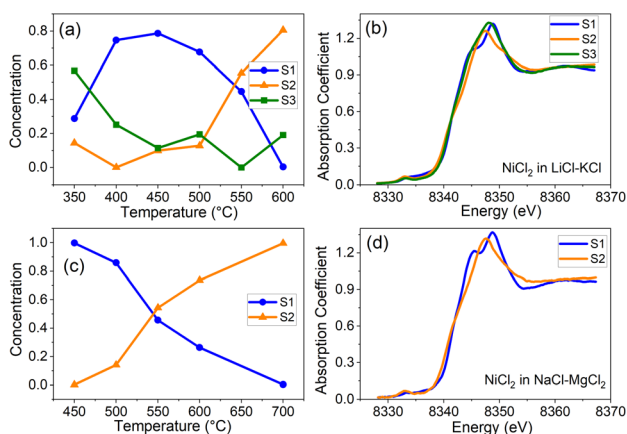 (a)
0.8
0.6
0.4
0.2
0.0
Concentration
S1
S2
S3
350 400 450 500 550 600
Temperature (°C)
(b)
1.2
0.9
0.6
0.3
0.0
Absorption Coefficient
S1
S2
S3
NiCl2 in LiCl-KCl
8330 8340 8350 8360 8370
Energy (eV)
(c)
1.0
0.8
0.6
0.4
0.2
0.0
Concentration
S1
S2
450 500 550 600 650 700
Temperature (°C)
(d)
1.2
0.9
0.6
0.3
0.0
Absorption Coefficient
S1
S2
NiCl2 in NaCl-MgCl2
8330 8340 8350 8360 8370
Energy (eV)